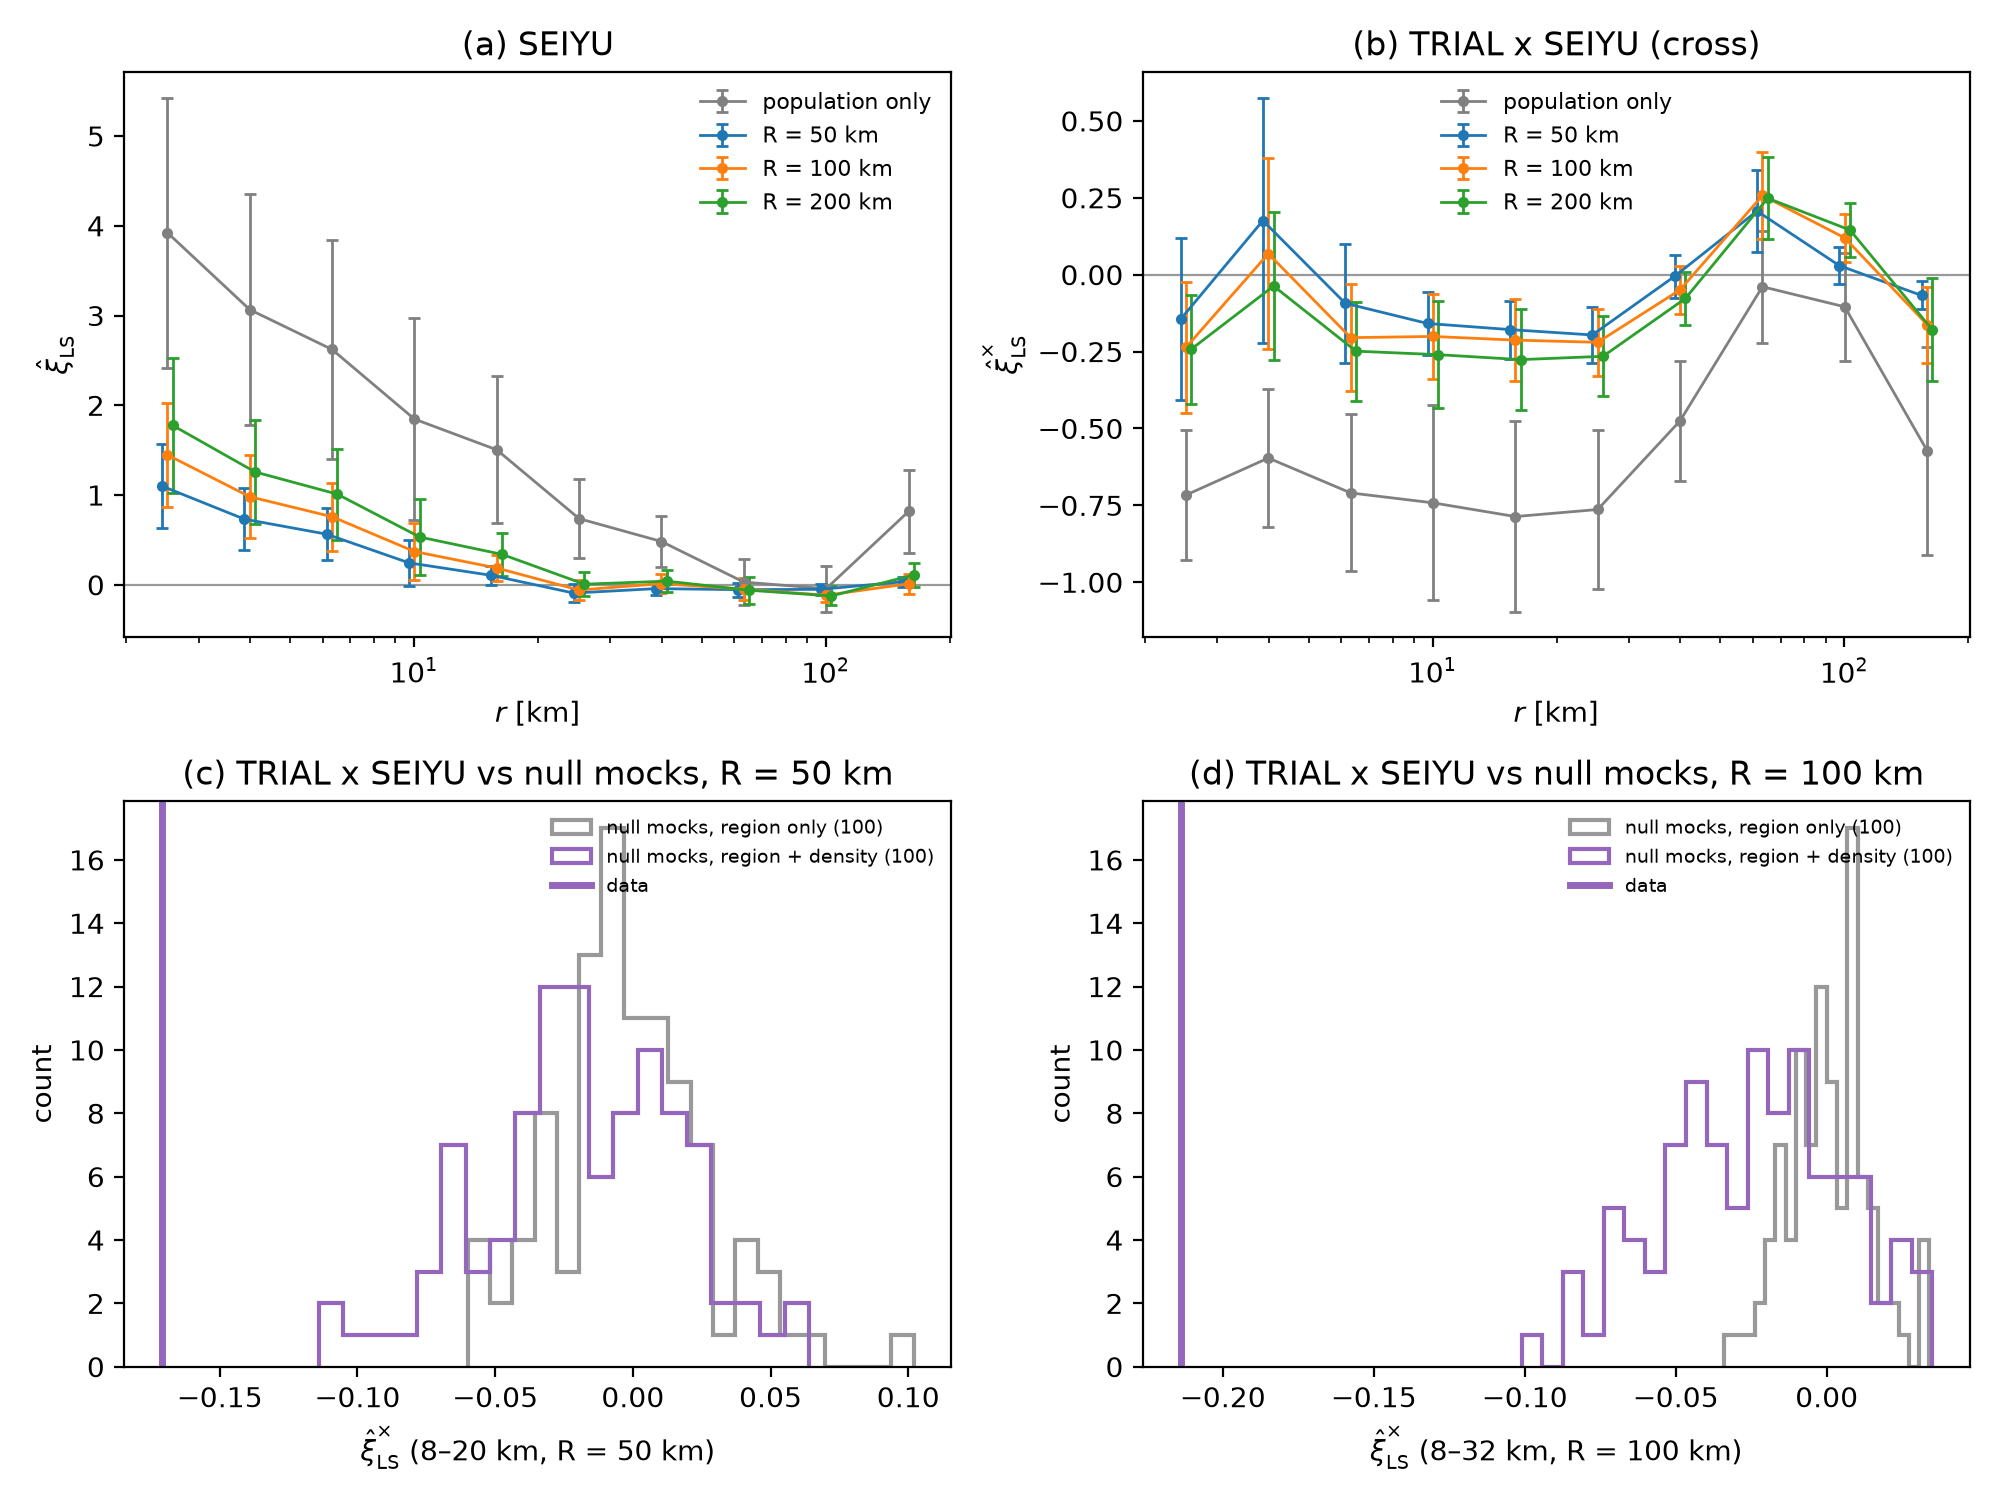 (a) SEIYU
population only
R = 50 km
R = 100 km
R = 200 km
5
4
3
2
1
0
ξ̂_LS
10¹
10²
r [km]
(b) TRIAL x SEIYU (cross)
population only
R = 50 km
R = 100 km
R = 200 km
0.50
0.25
0.00
−0.25
−0.50
−0.75
−1.00
ξ̂^×_LS
10¹
10²
r [km]
(c) TRIAL x SEIYU vs null mocks, R = 50 km
null mocks, region only (100)
null mocks, region + density (100)
data
16
14
12
10
8
6
4
2
0
count
−0.15
−0.10
−0.05
0.00
0.05
0.10
ξ̂^×_LS (8–20 km, R = 50 km)
(d) TRIAL x SEIYU vs null mocks, R = 100 km
null mocks, region only (100)
null mocks, region + density (100)
data
16
14
12
10
8
6
4
2
0
count
−0.20
−0.15
−0.10
−0.05
0.00
ξ̂^×_LS (8–32 km, R = 100 km)